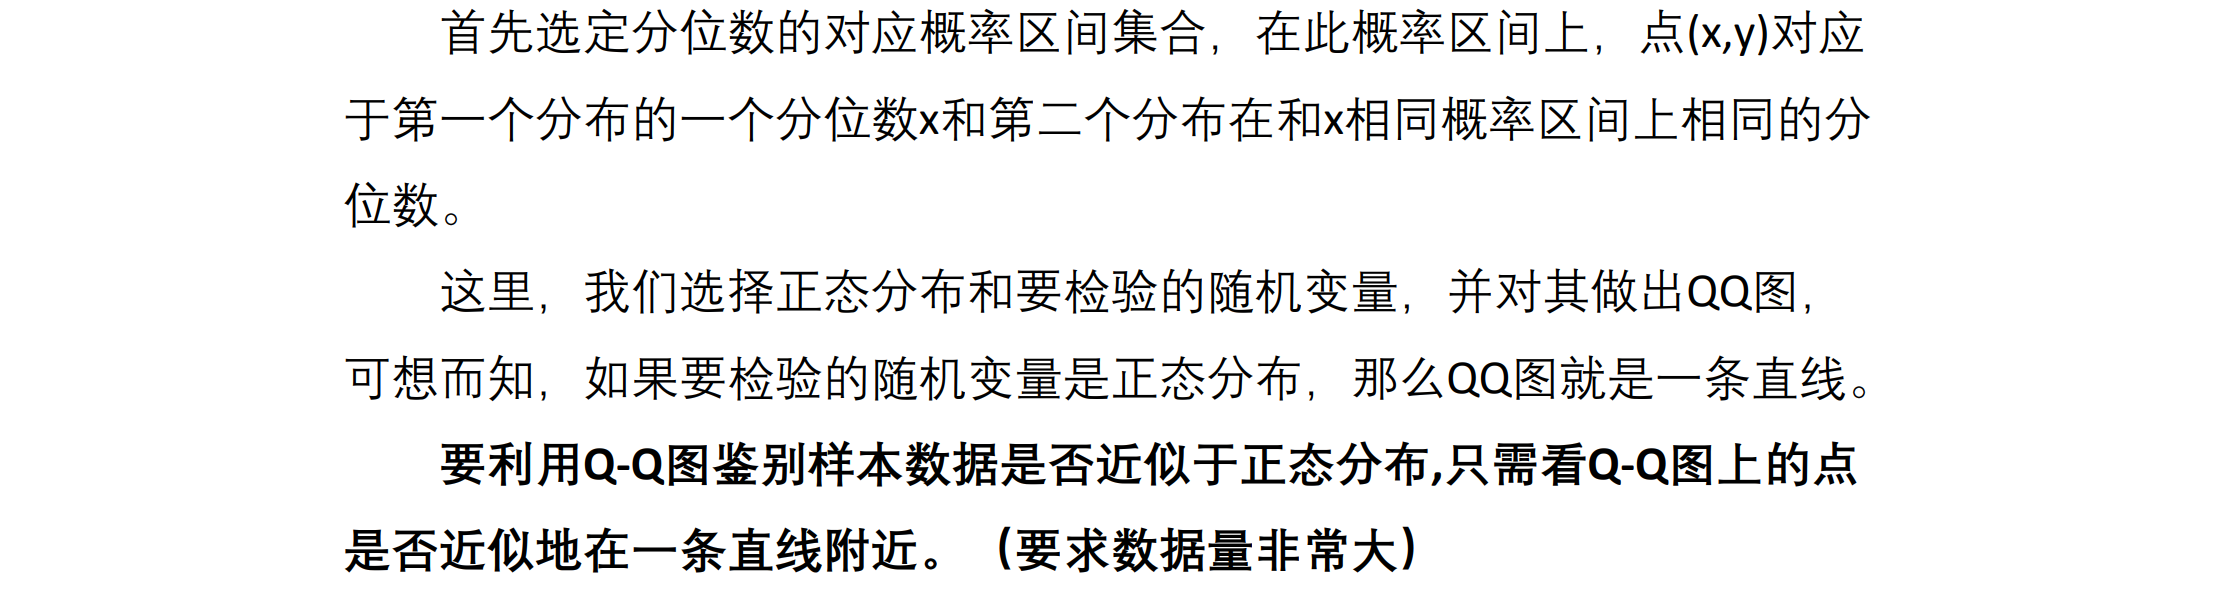 首先选定分位数的对应概率区间集合，在此概率区间上，点(x,y)对应
于第一个分布的一个分位数x和第二个分布在和x相同概率区间上相同的分
位数。
这里，我们选择正态分布和要检验的随机变量，并对其做出QQ图，
可想而知，如果要检验的随机变量是正态分布，那么QQ图就是一条直线。
要利用Q-Q图鉴别样本数据是否近似于正态分布,只需看Q-Q图上的点
是否近似地在一条直线附近。（要求数据量非常大）